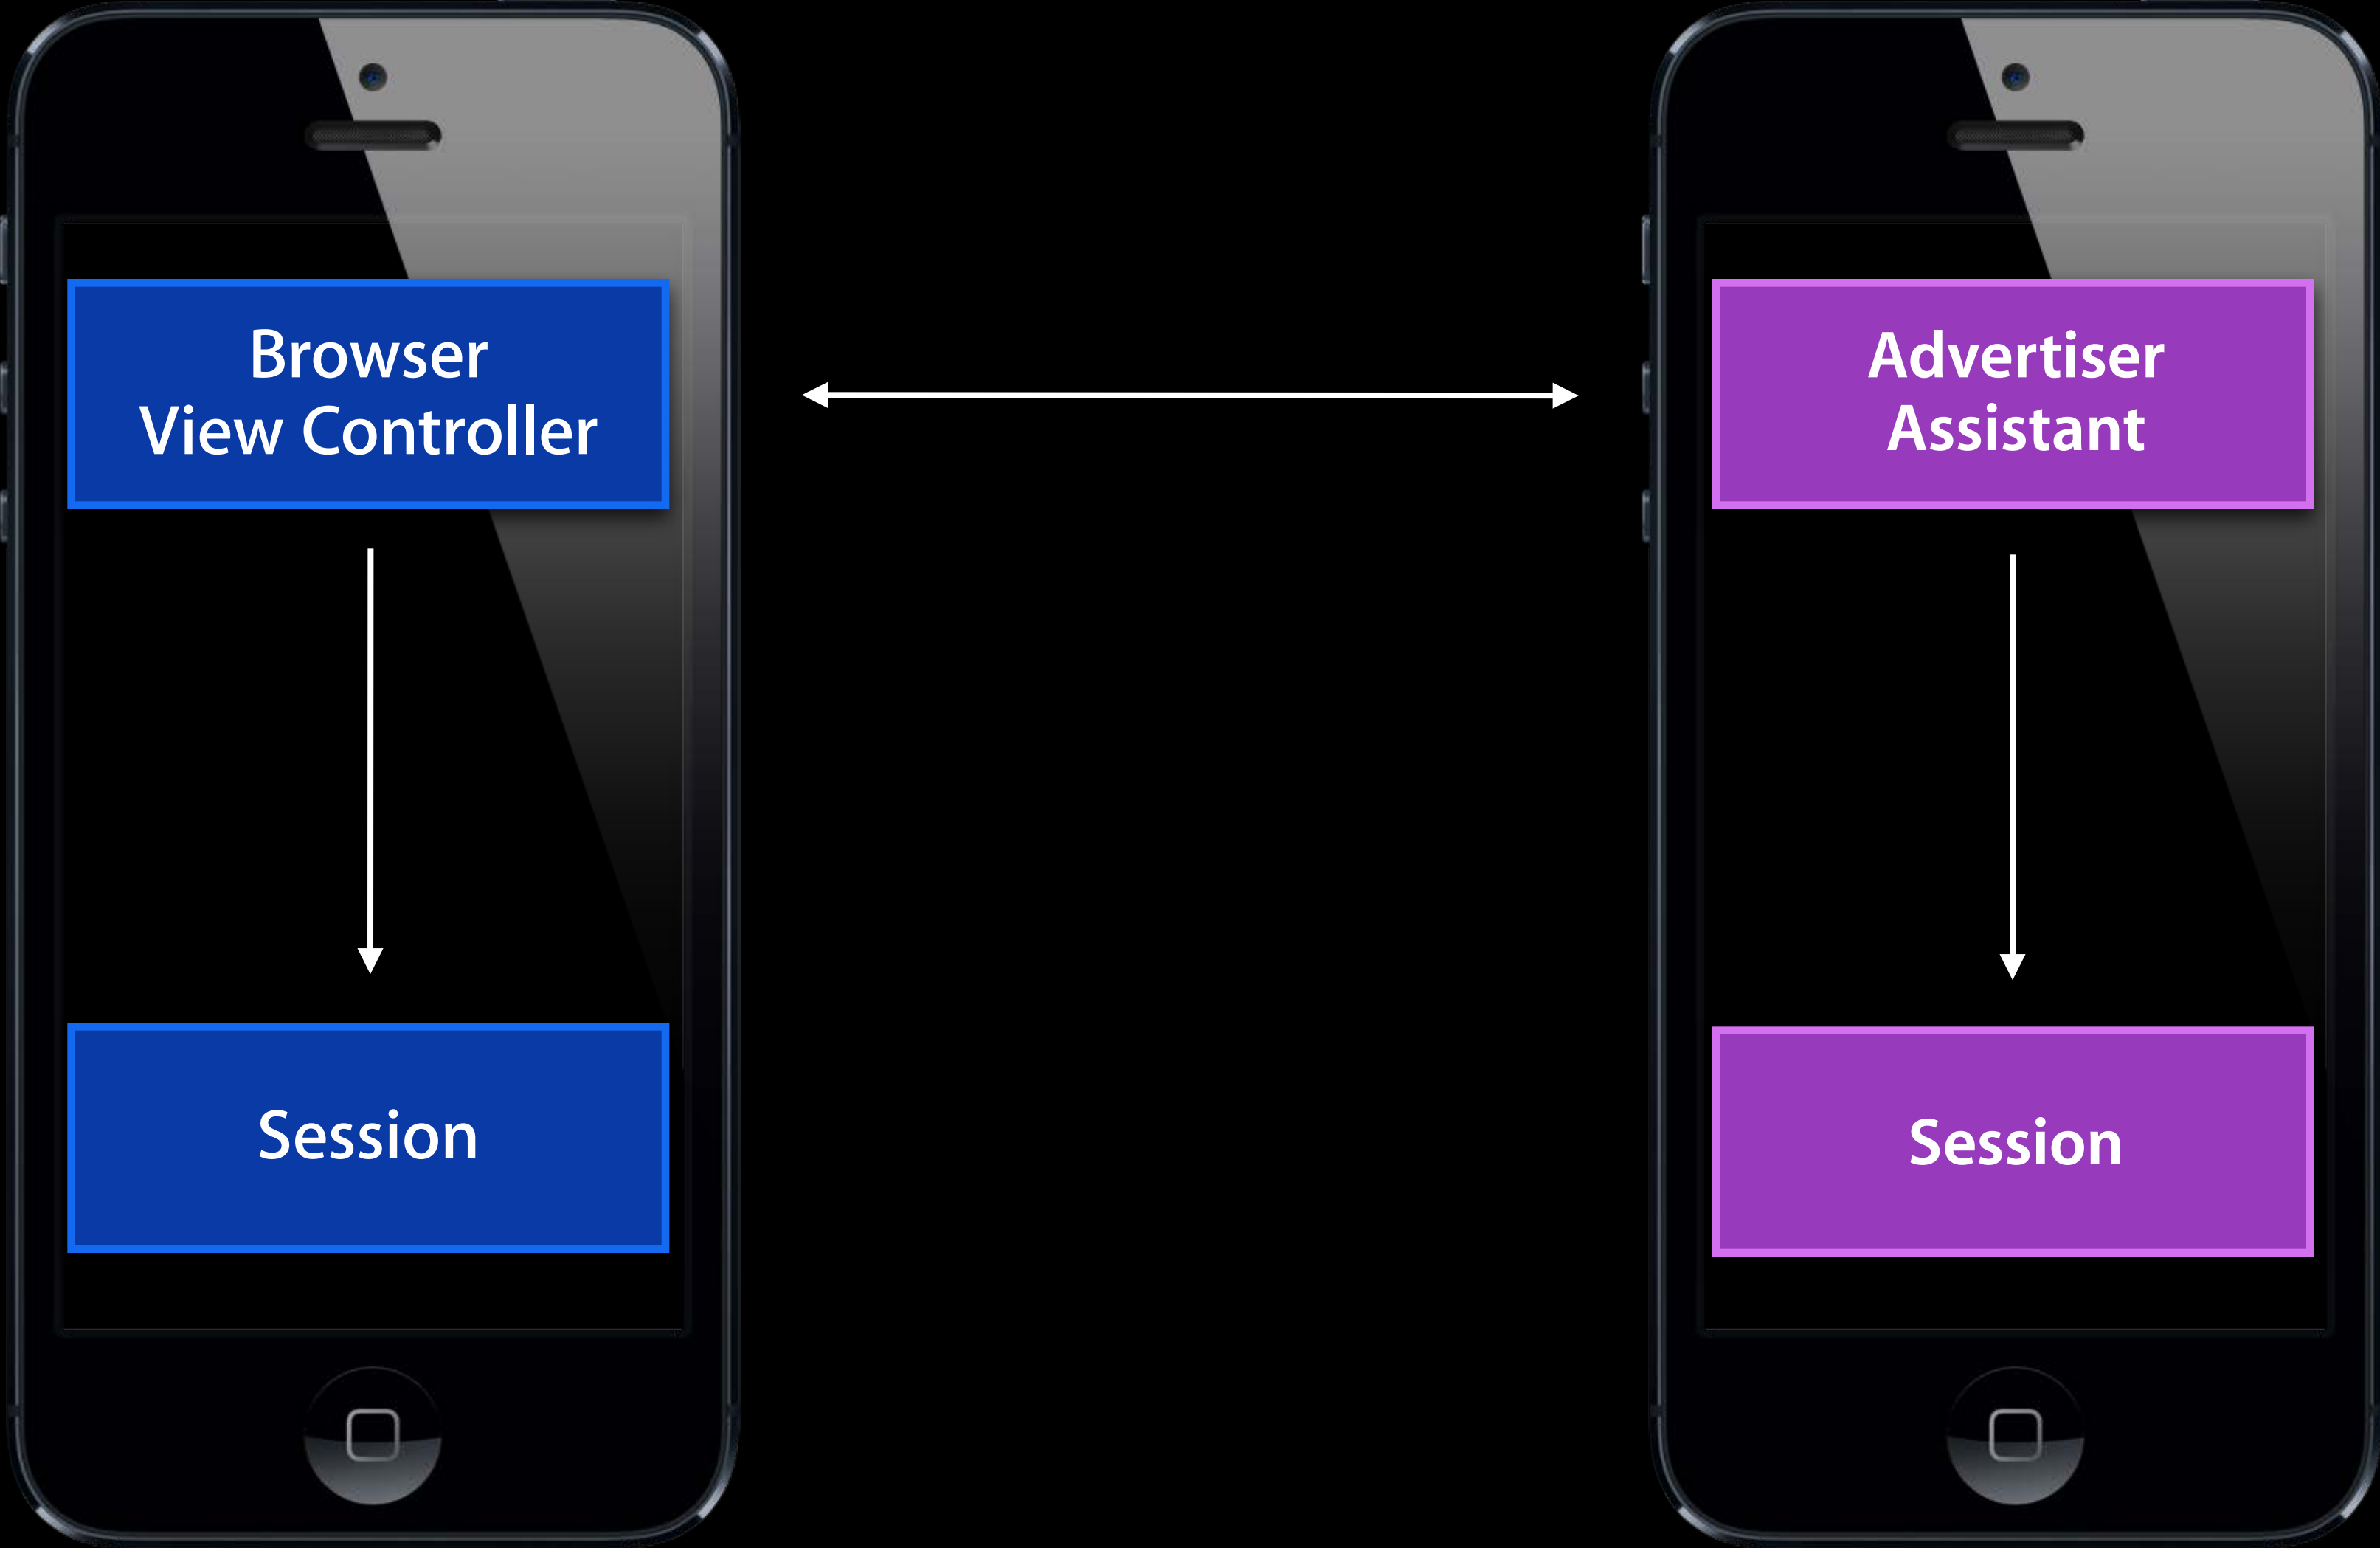 Browser
View Controller
Session
Advertiser
Assistant
Session